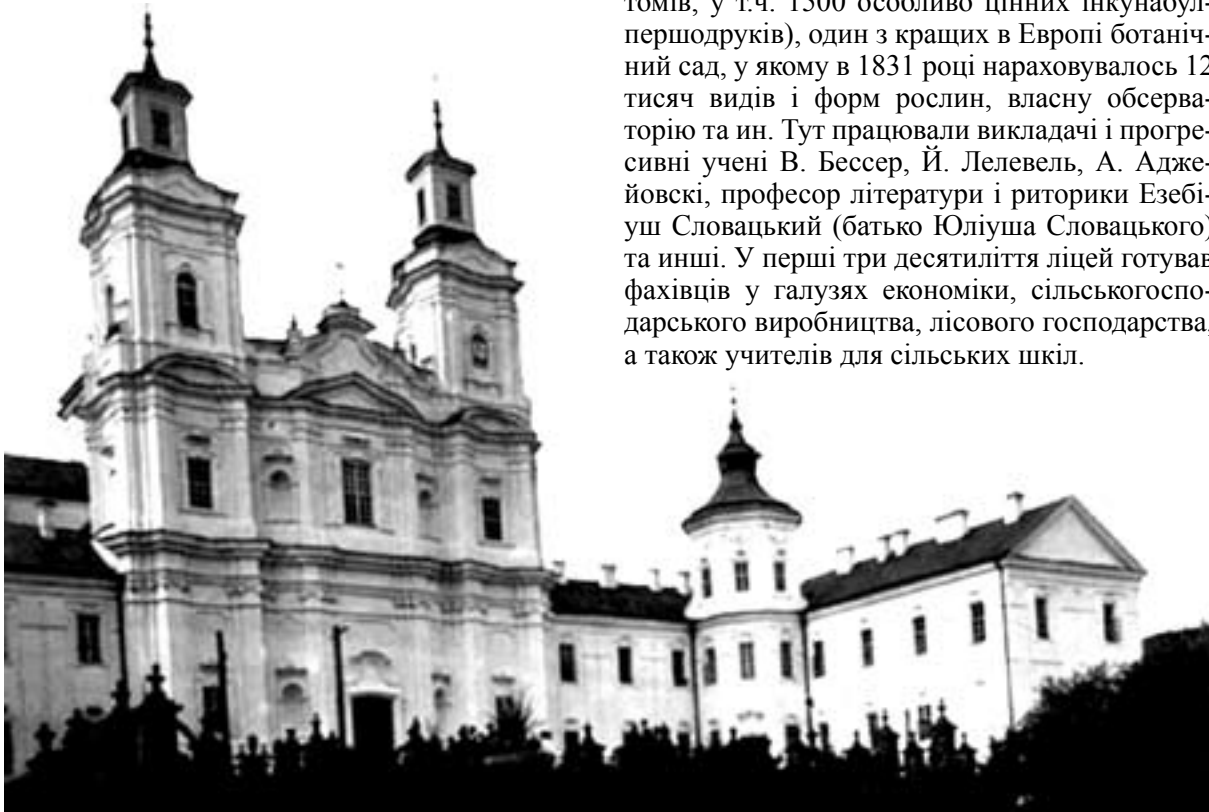 томів, у т.ч. 1500 особливо цінних інкунабул-
першодруків), один з кращих в Европі ботаніч-
ний сад, у якому в 1831 році нараховувалось 12
тисяч видів і форм рослин, власну обсерва-
торію та ин. Тут працювали викладачі і прогре-
сивні учені В. Бессер, Й. Лелевель, А. Адже-
йовскі, професор літератури і риторики Езебі-
уш Словацький (батько Юліуша Словацького)
та инші. У перші три десятиліття ліцей готував
фахівців у галузях економіки, сільськогоспо-
дарського виробництва, лісового господарства,
а також учителів для сільських шкіл.